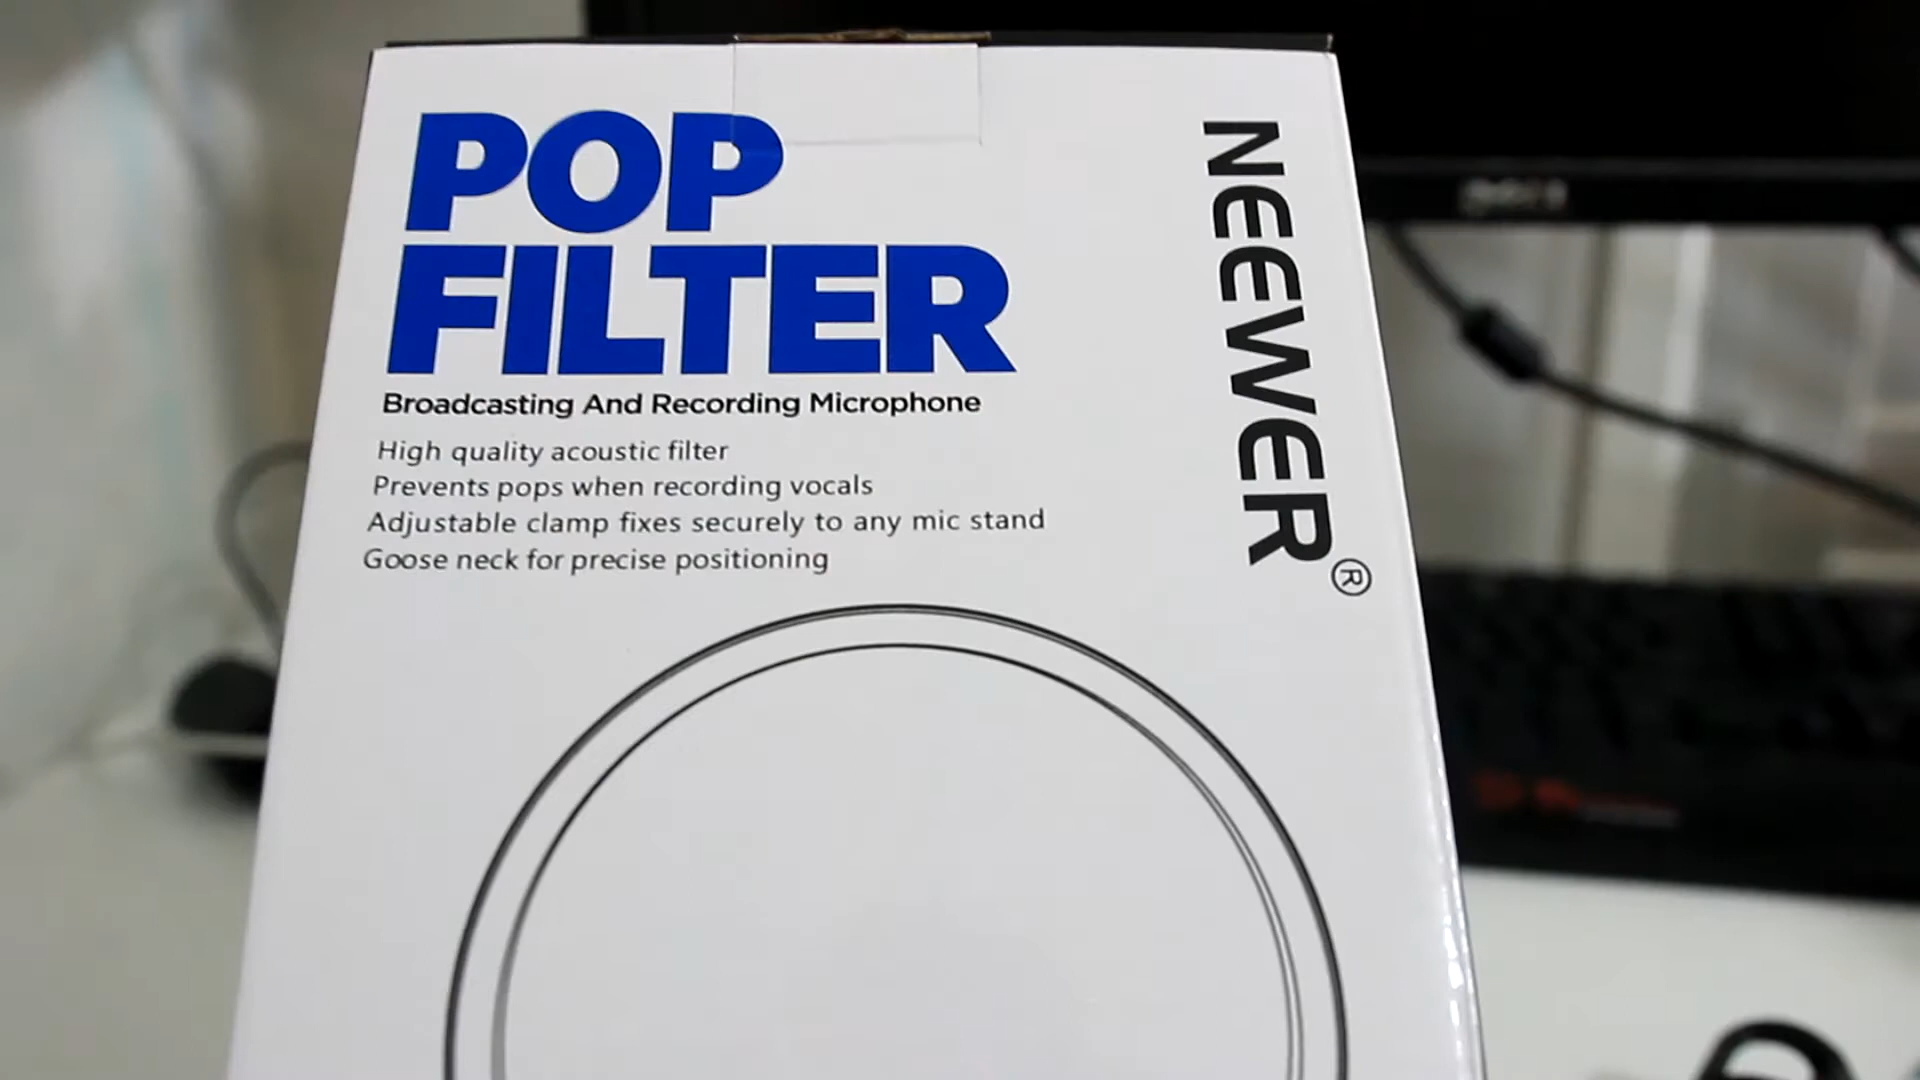 POP
FILTER
Broadcasting And Recording Microphone
High quality acoustic filter
Prevents pops when recording vocals
Adjustable clamp fixes securely to any mic stand
Goose neck for precise positioning
NEEWER®
DELL